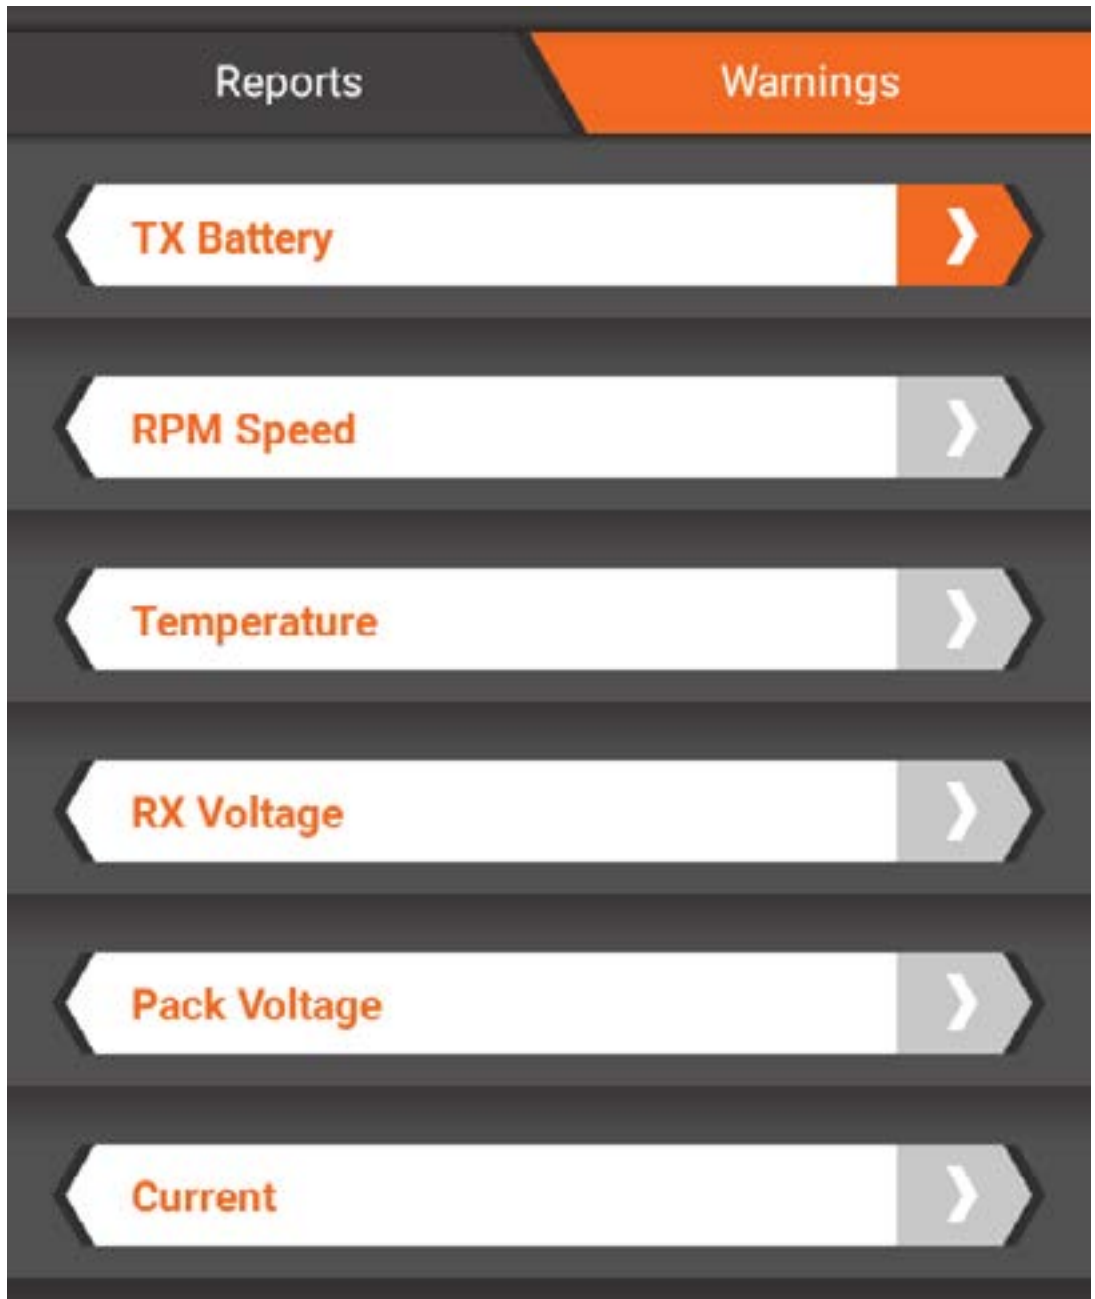 Reports
Warnings
TX Battery
RPM Speed
Temperature
RX Voltage
Pack Voltage
Current